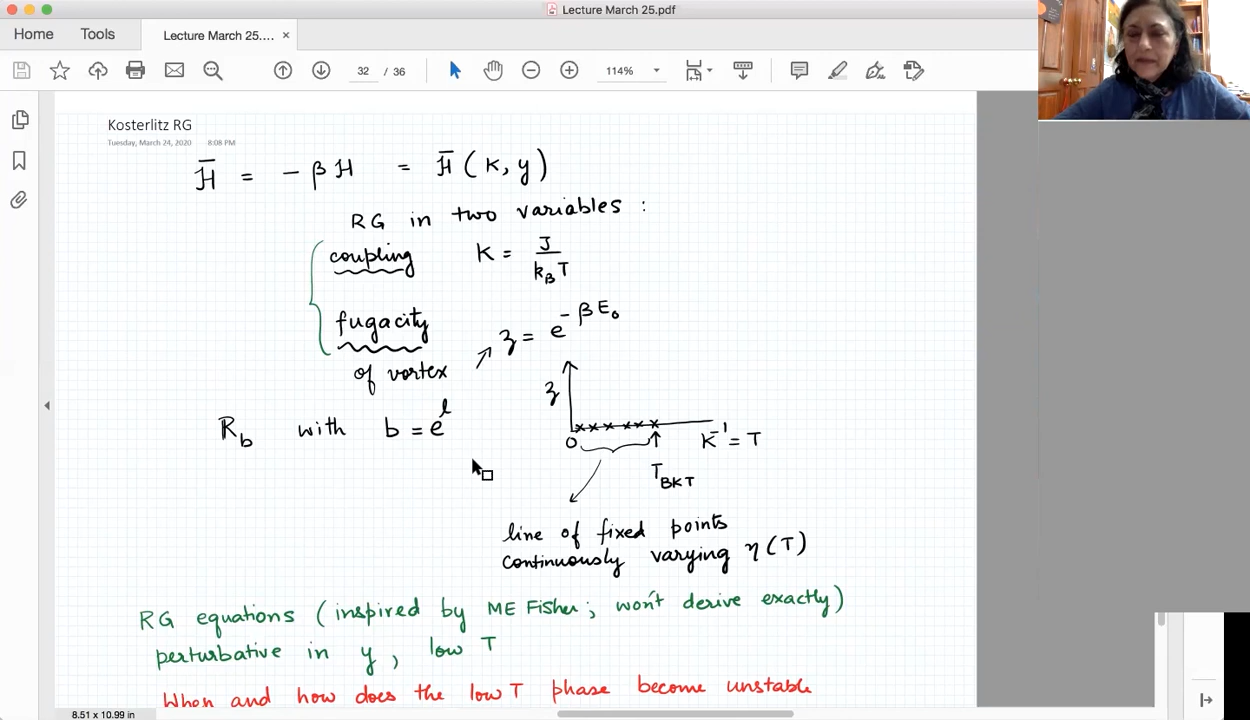 Lecture March 25.pdf
Home Tools Lecture March 25.... ×
32 / 36 114%
Kosterlitz RG
Tuesday, March 24, 2020 8:08 PM
H̄ = - βH = H̄ (K, y)
RG in two variables :
coupling K = J / k_B T
fugacity z = e^{-βE₀}
of vortex
z
R_b with b = e^l
0 K⁻¹ = T
T_BKT
line of fixed points
continuously varying η(T)
RG equations (inspired by ME Fisher; won't derive exactly)
perturbative in y, low T
When and how does the low T phase become unstable
8.51 x 10.99 in